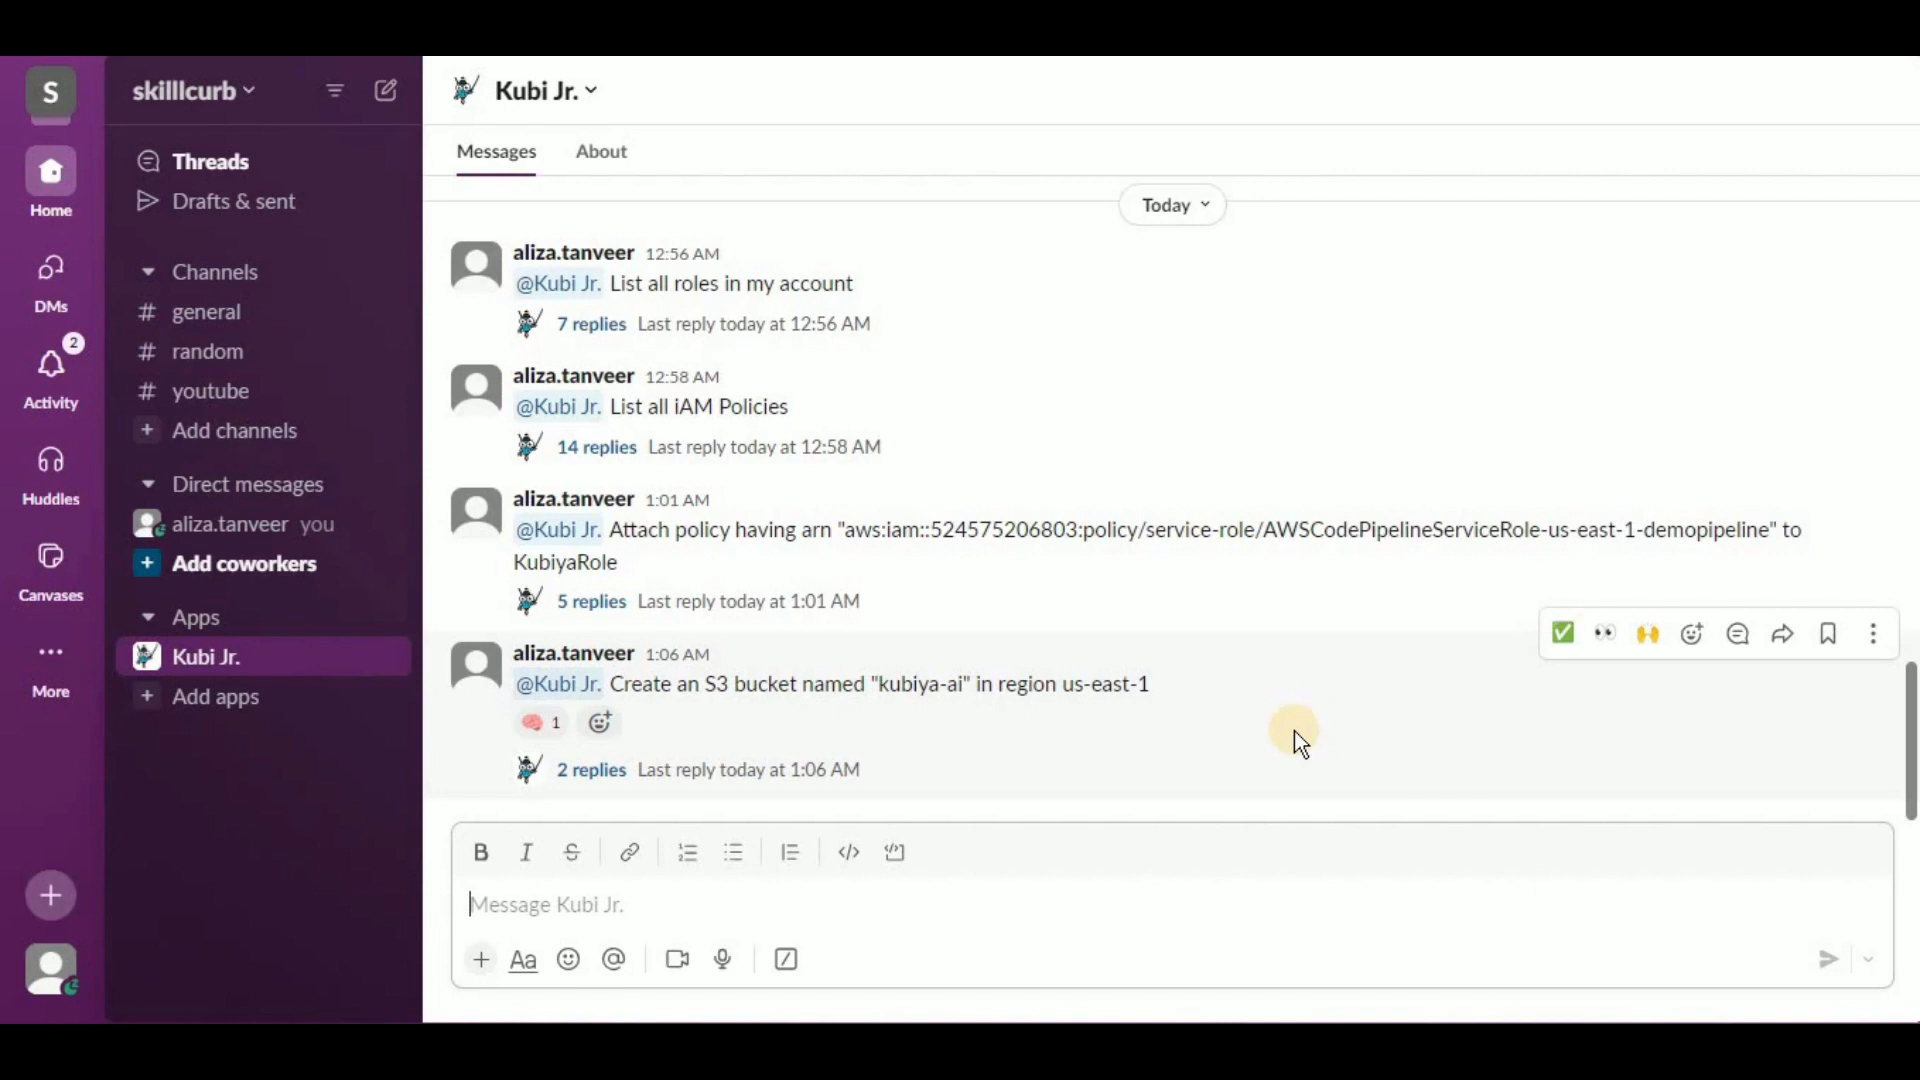 S
skilllcurb
Kubi Jr.
Messages About
Home
Threads
Drafts & sent
Today
DMs
Channels
# general
# random
# youtube
+ Add channels
2
Activity
Huddles
Direct messages
aliza.tanveer you
+ Add coworkers
Canvases
Apps
Kubi Jr.
+ Add apps
More
aliza.tanveer 12:56 AM
@Kubi Jr. List all roles in my account
7 replies Last reply today at 12:56 AM
aliza.tanveer 12:58 AM
@Kubi Jr. List all iAM Policies
14 replies Last reply today at 12:58 AM
aliza.tanveer 1:01 AM
@Kubi Jr. Attach policy having arn "aws:iam::524575206803:policy/service-role/AWSCodePipelineServiceRole-us-east-1-demopipeline" to
KubiyaRole
5 replies Last reply today at 1:01 AM
aliza.tanveer 1:06 AM
@Kubi Jr. Create an S3 bucket named "kubiya-ai" in region us-east-1
1
2 replies Last reply today at 1:06 AM
B I S
Message Kubi Jr.
+ Aa @